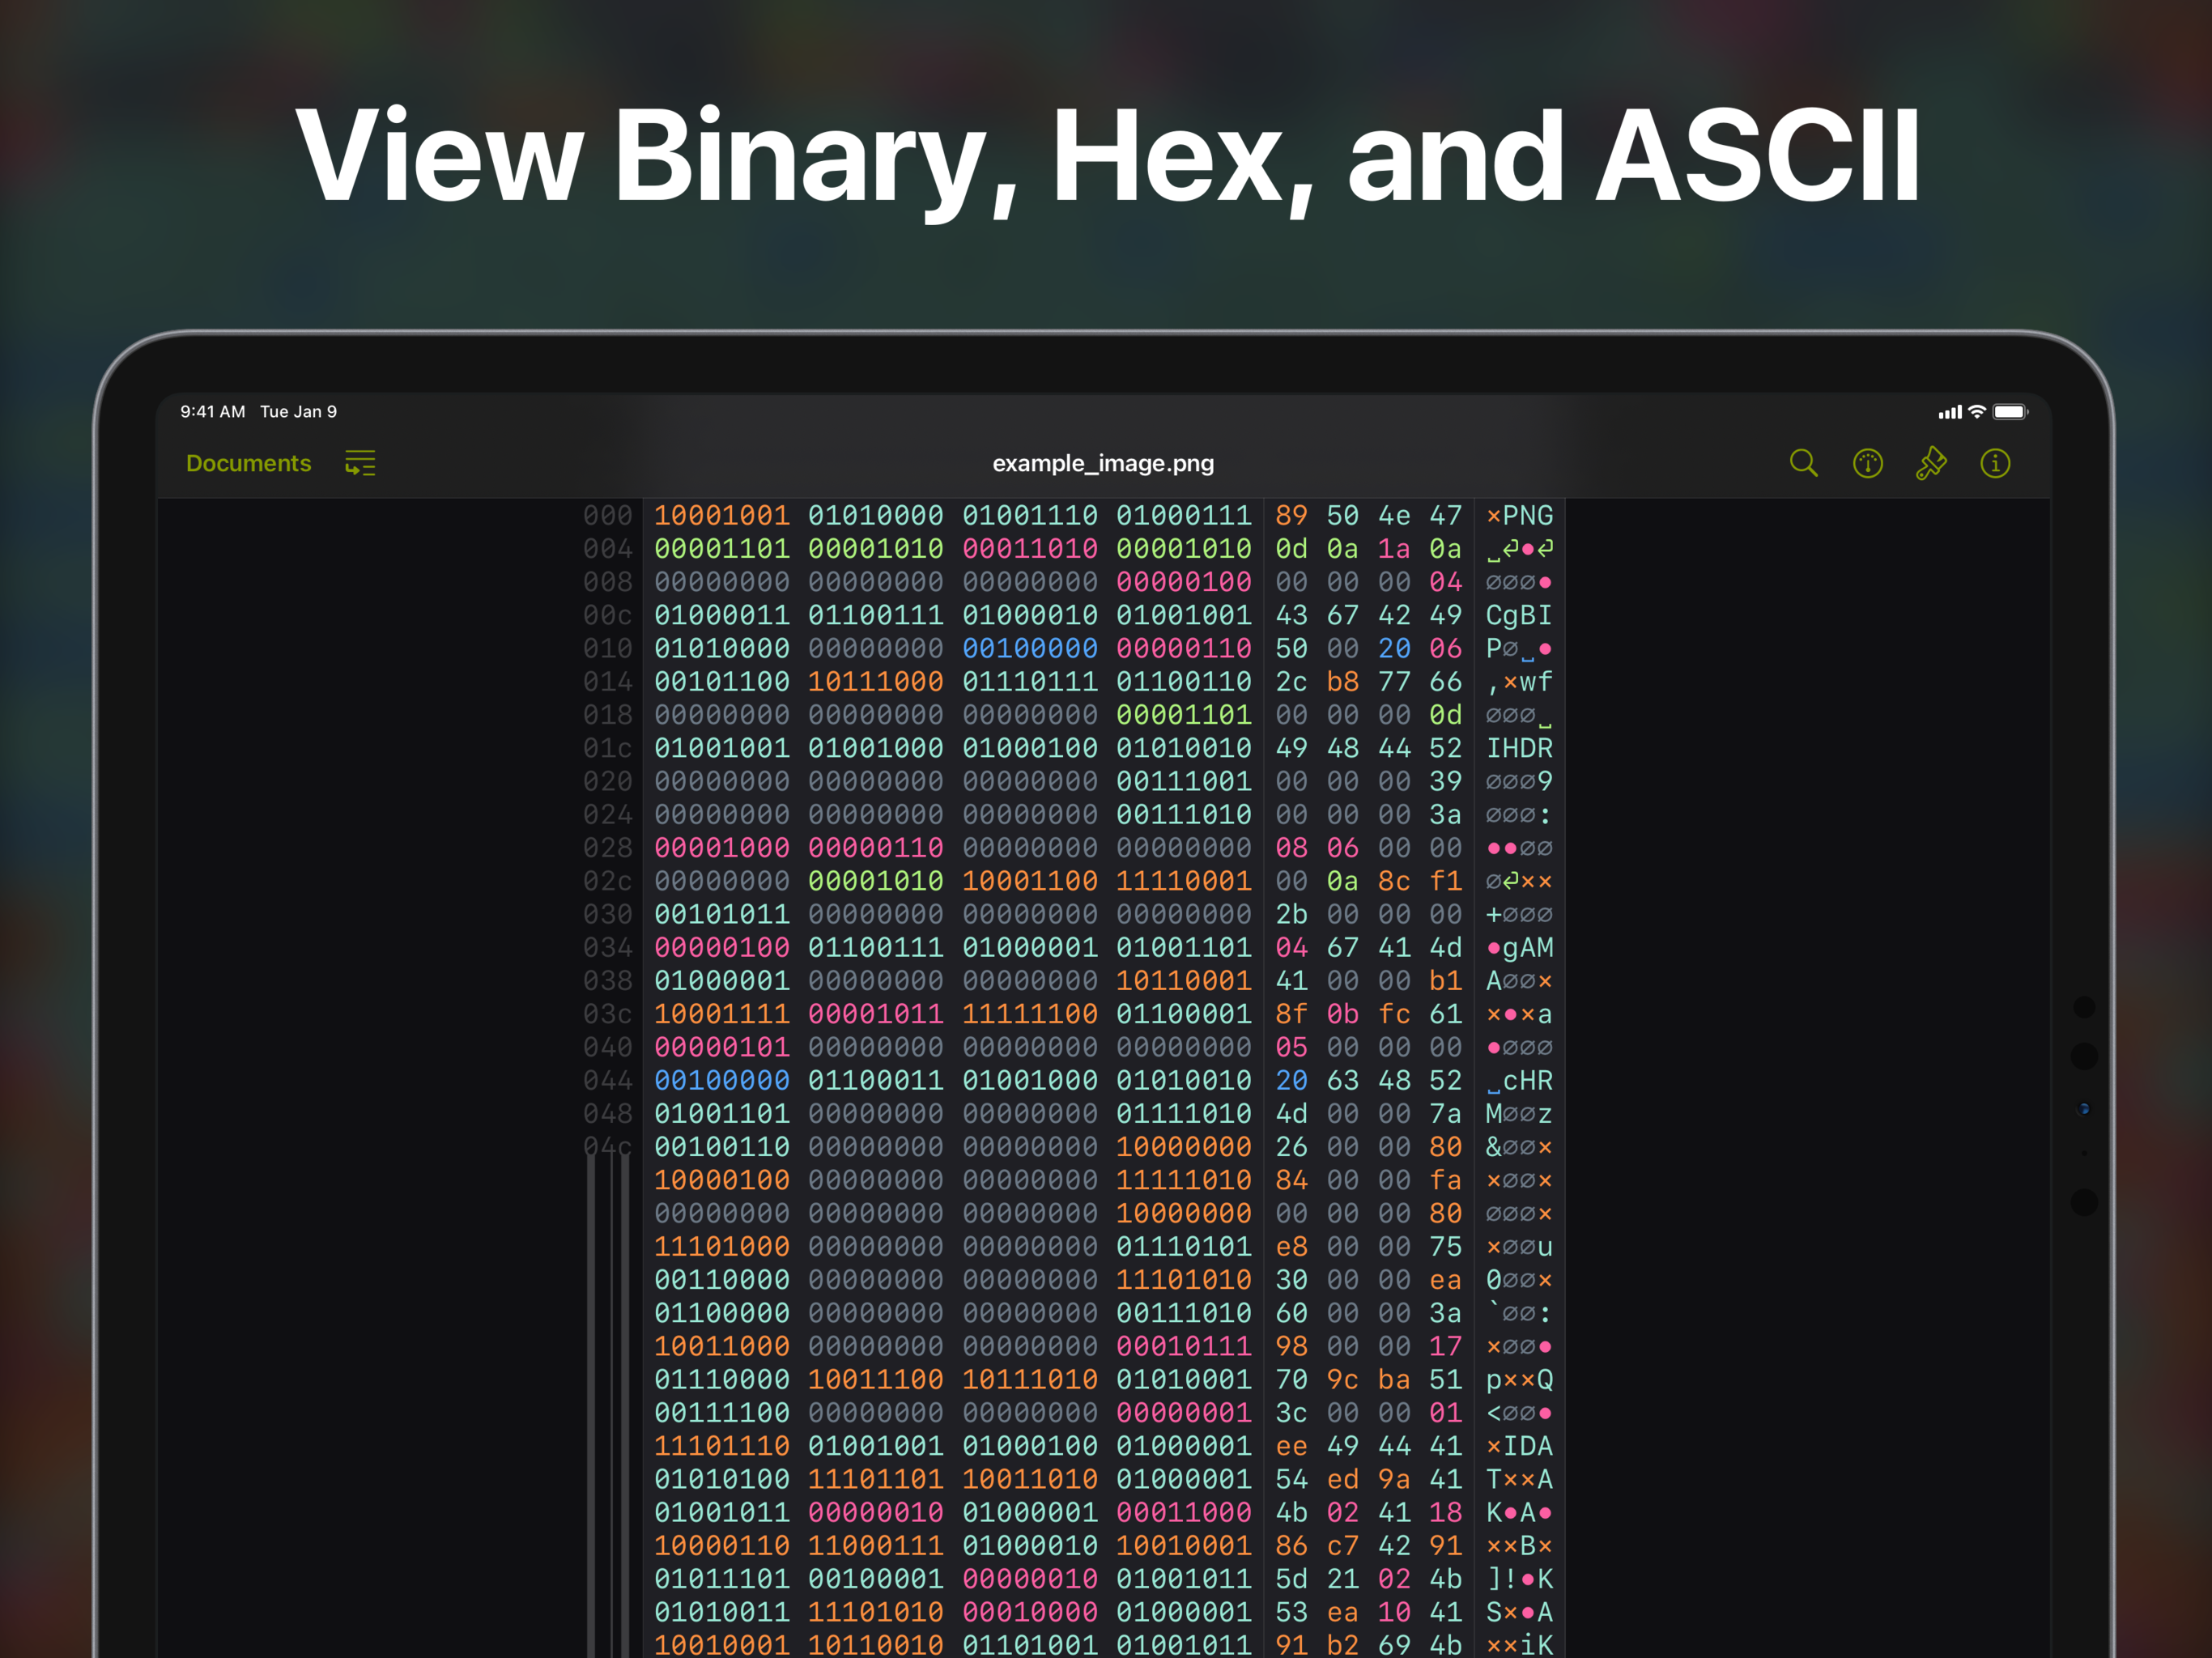 View Binary, Hex, and ASCII
9:41 AM Tue Jan 9
Documents example_image.png
000 10001001 01010000 01001110 01000111 89 50 4e 47 ×PNG
004 00001101 00001010 00011010 00001010 0d 0a 1a 0a ␣⏎•⏎
008 00000000 00000000 00000000 00000100 00 00 00 04 ∅∅∅•
00c 01000011 01100111 01000010 01001001 43 67 42 49 CgBI
010 01010000 00000000 00100000 00000110 50 00 20 06 P∅␣•
014 00101100 10111000 01110111 01100110 2c b8 77 66 ,×wf
018 00000000 00000000 00000000 00001101 00 00 00 0d ∅∅∅␣
01c 01001001 01001000 01000100 01010010 49 48 44 52 IHDR
020 00000000 00000000 00000000 00111001 00 00 00 39 ∅∅∅9
024 00000000 00000000 00000000 00111010 00 00 00 3a ∅∅∅:
028 00001000 00000110 00000000 00000000 08 06 00 00 ••∅∅
02c 00000000 00001010 10001100 11110001 00 0a 8c f1 ∅⏎××
030 00101011 00000000 00000000 00000000 2b 00 00 00 +∅∅∅
034 00000100 01100111 01000001 01001101 04 67 41 4d •gAM
038 01000001 00000000 00000000 10110001 41 00 00 b1 A∅∅×
03c 10001111 00001011 11111100 01100001 8f 0b fc 61 ×•×a
040 00000101 00000000 00000000 00000000 05 00 00 00 •∅∅∅
044 00100000 01100011 01001000 01010010 20 63 48 52 ␣cHR
048 01001101 00000000 00000000 01111010 4d 00 00 7a M∅∅z
04c 00100110 00000000 00000000 10000000 26 00 00 80 &∅∅×
10000100 00000000 00000000 11111010 84 00 00 fa ×∅∅×
00000000 00000000 00000000 10000000 00 00 00 80 ∅∅∅×
11101000 00000000 00000000 01110101 e8 00 00 75 ×∅∅u
00110000 00000000 00000000 11101010 30 00 00 ea 0∅∅×
01100000 00000000 00000000 00111010 60 00 00 3a `∅∅:
10011000 00000000 00000000 00010111 98 00 00 17 ×∅∅•
01110000 10011100 10111010 01010001 70 9c ba 51 p××Q
00111100 00000000 00000000 00000001 3c 00 00 01 <∅∅•
11101110 01001001 01000100 01000001 ee 49 44 41 ×IDA
01010100 11101101 10011010 01000001 54 ed 9a 41 T××A
01001011 00000010 01000001 00011000 4b 02 41 18 K•A•
10000110 11000111 01000010 10010001 86 c7 42 91 ××B×
01011101 00100001 00000010 01001011 5d 21 02 4b ]!•K
01010011 11101010 00010000 01000001 53 ea 10 41 S×•A
10010001 10110010 01101001 01001011 91 b2 69 4b ××iK